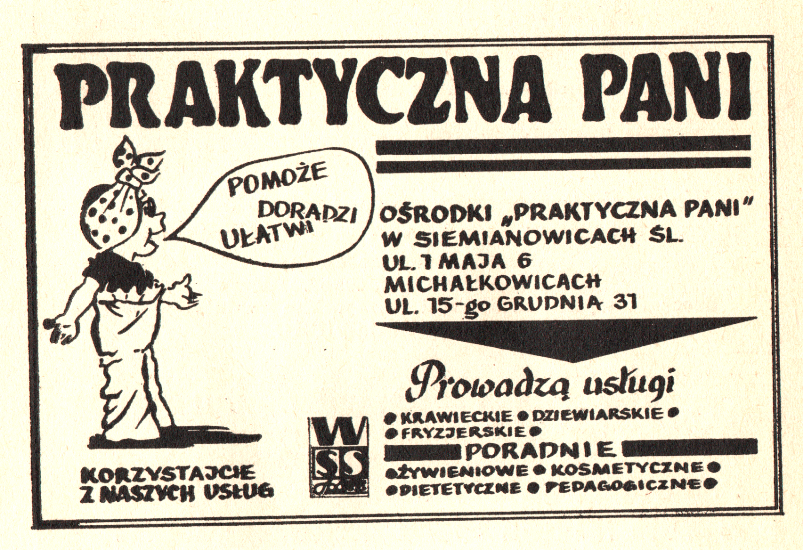 PRAKTYCZNA PANI
POMOŻE
DORADZI
UŁATWI
OŚRODKI „PRAKTYCZNA PANI"
W SIEMIANOWICACH ŚL.
UL. 1 MAJA 6
MICHAŁKOWICACH
UL. 15-go GRUDNIA 31
Prowadzą usługi
● KRAWIECKIE ● DZIEWIARSKIE ●
● FRYZJERSKIE ●
PORADNIE
●ŻYWIENIOWE ● KOSMETYCZNE●
●DIETETYCZNE ● PEDAGOGICZNE●
KORZYSTAJCIE
Z NASZYCH USŁUG
WSS